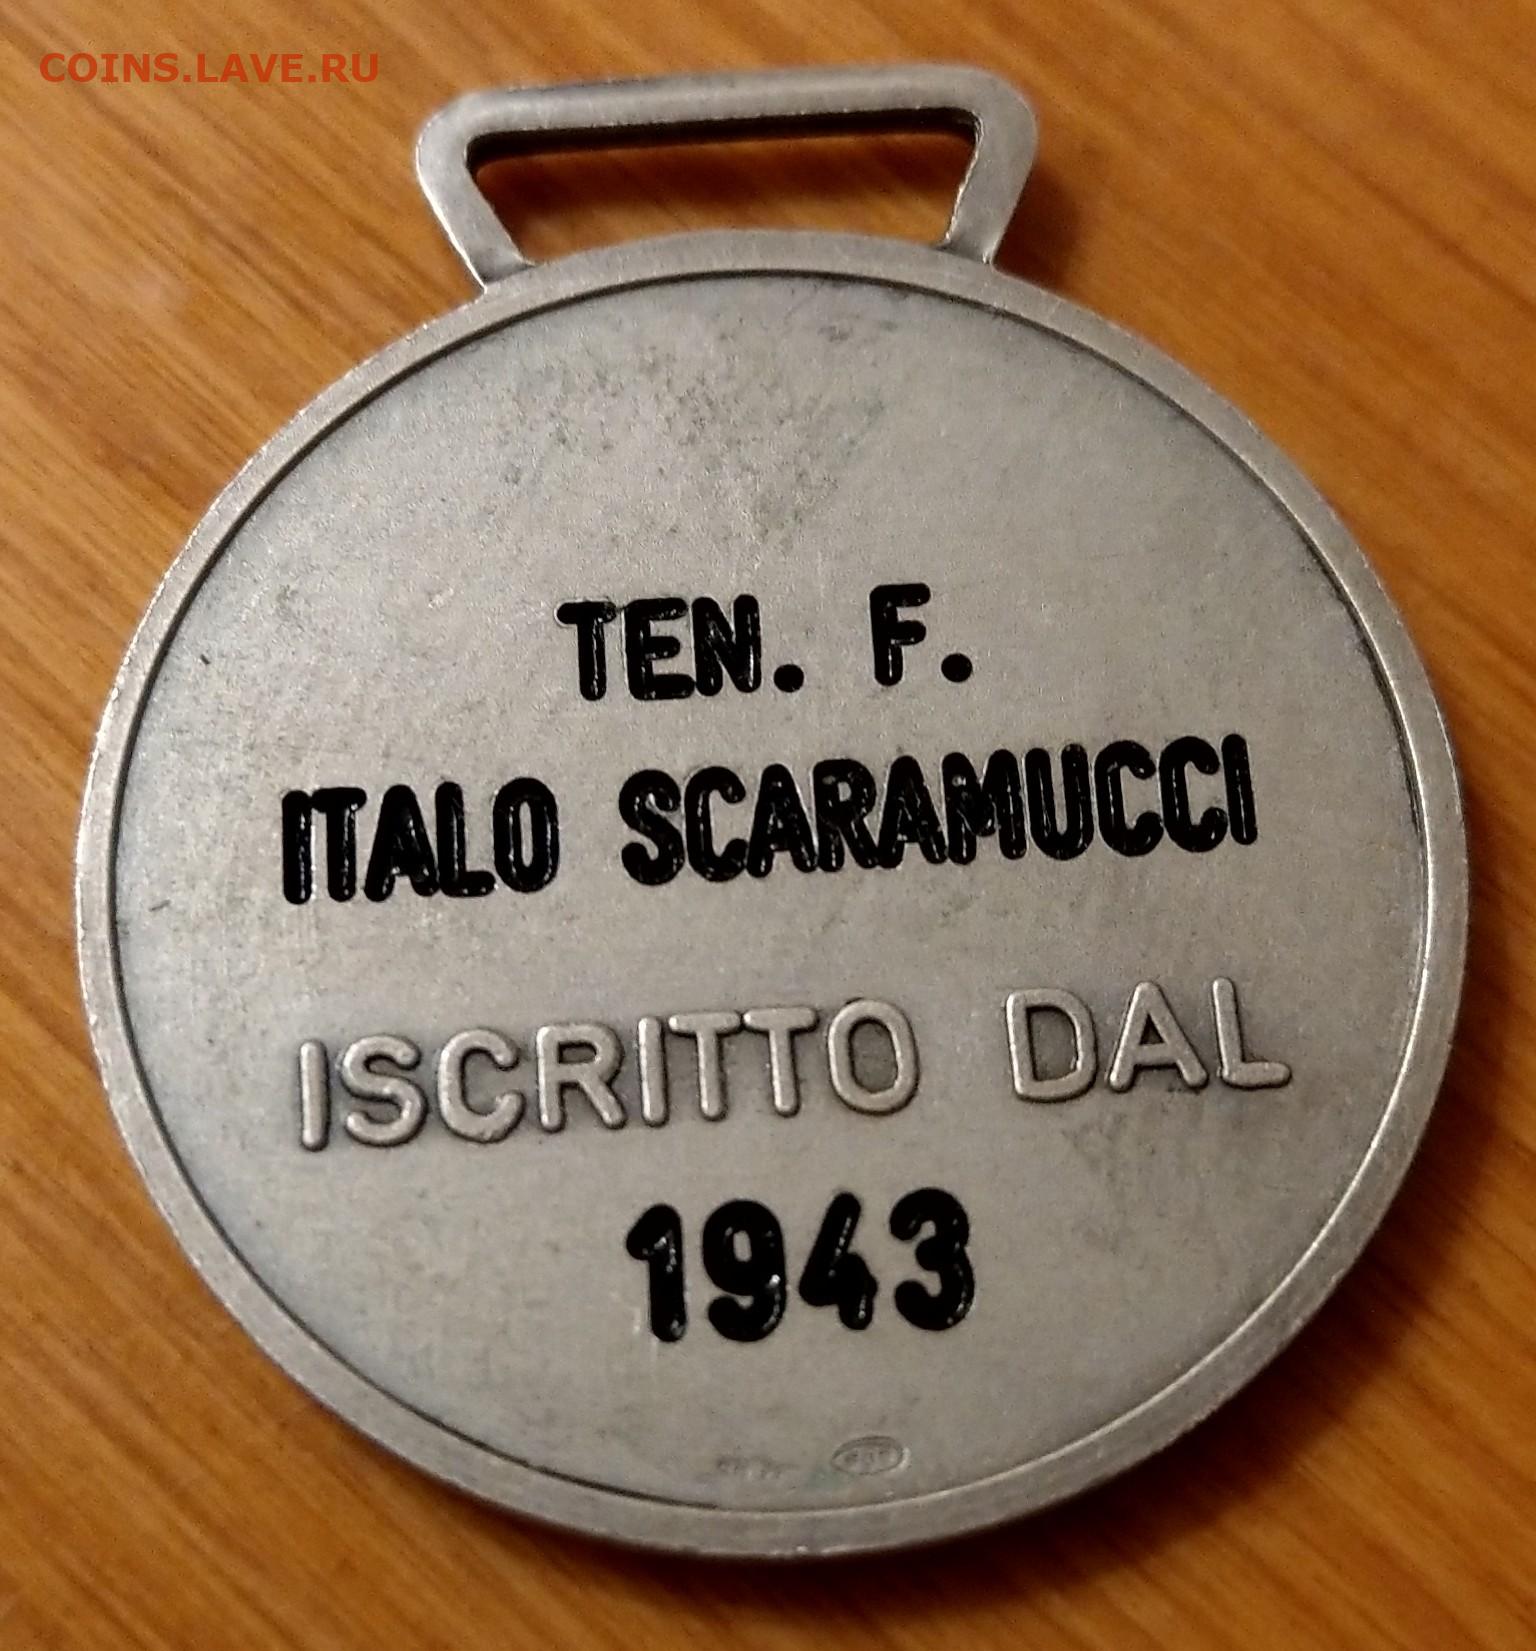 COINS.LAVE.RU
TEN. F.
ITALO SCARAMUCCI
ISCRITTO DAL
1943